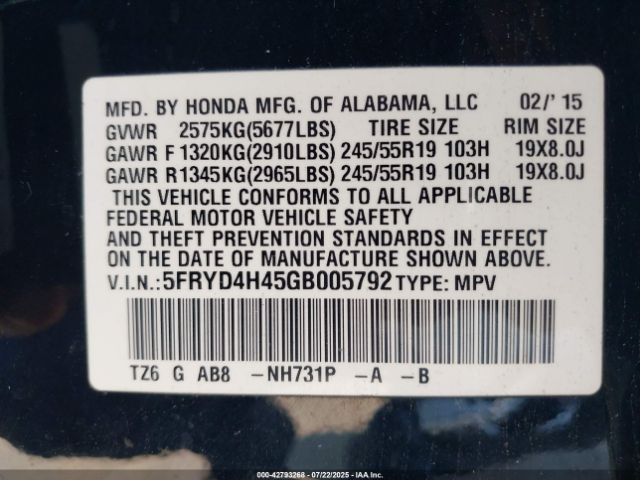 MFD. BY HONDA MFG. OF ALABAMA, LLC 02/' 15
GVWR 2575KG(5677LBS) TIRE SIZE RIM SIZE
GAWR F 1320KG(2910LBS) 245/55R19 103H 19X8.0J
GAWR R 1345KG(2965LBS) 245/55R19 103H 19X8.0J
THIS VEHICLE CONFORMS TO ALL APPLICABLE
FEDERAL MOTOR VEHICLE SAFETY
AND THEFT PREVENTION STANDARDS IN EFFECT
ON THE DATE OF MANUFACTURE SHOWN ABOVE.
V.I.N.:5FRYD4H45GB005792 TYPE: MPV
TZ6 G AB8 -NH731P -A -B
000-42793268 - 07/22/2025 - IAAI.COM